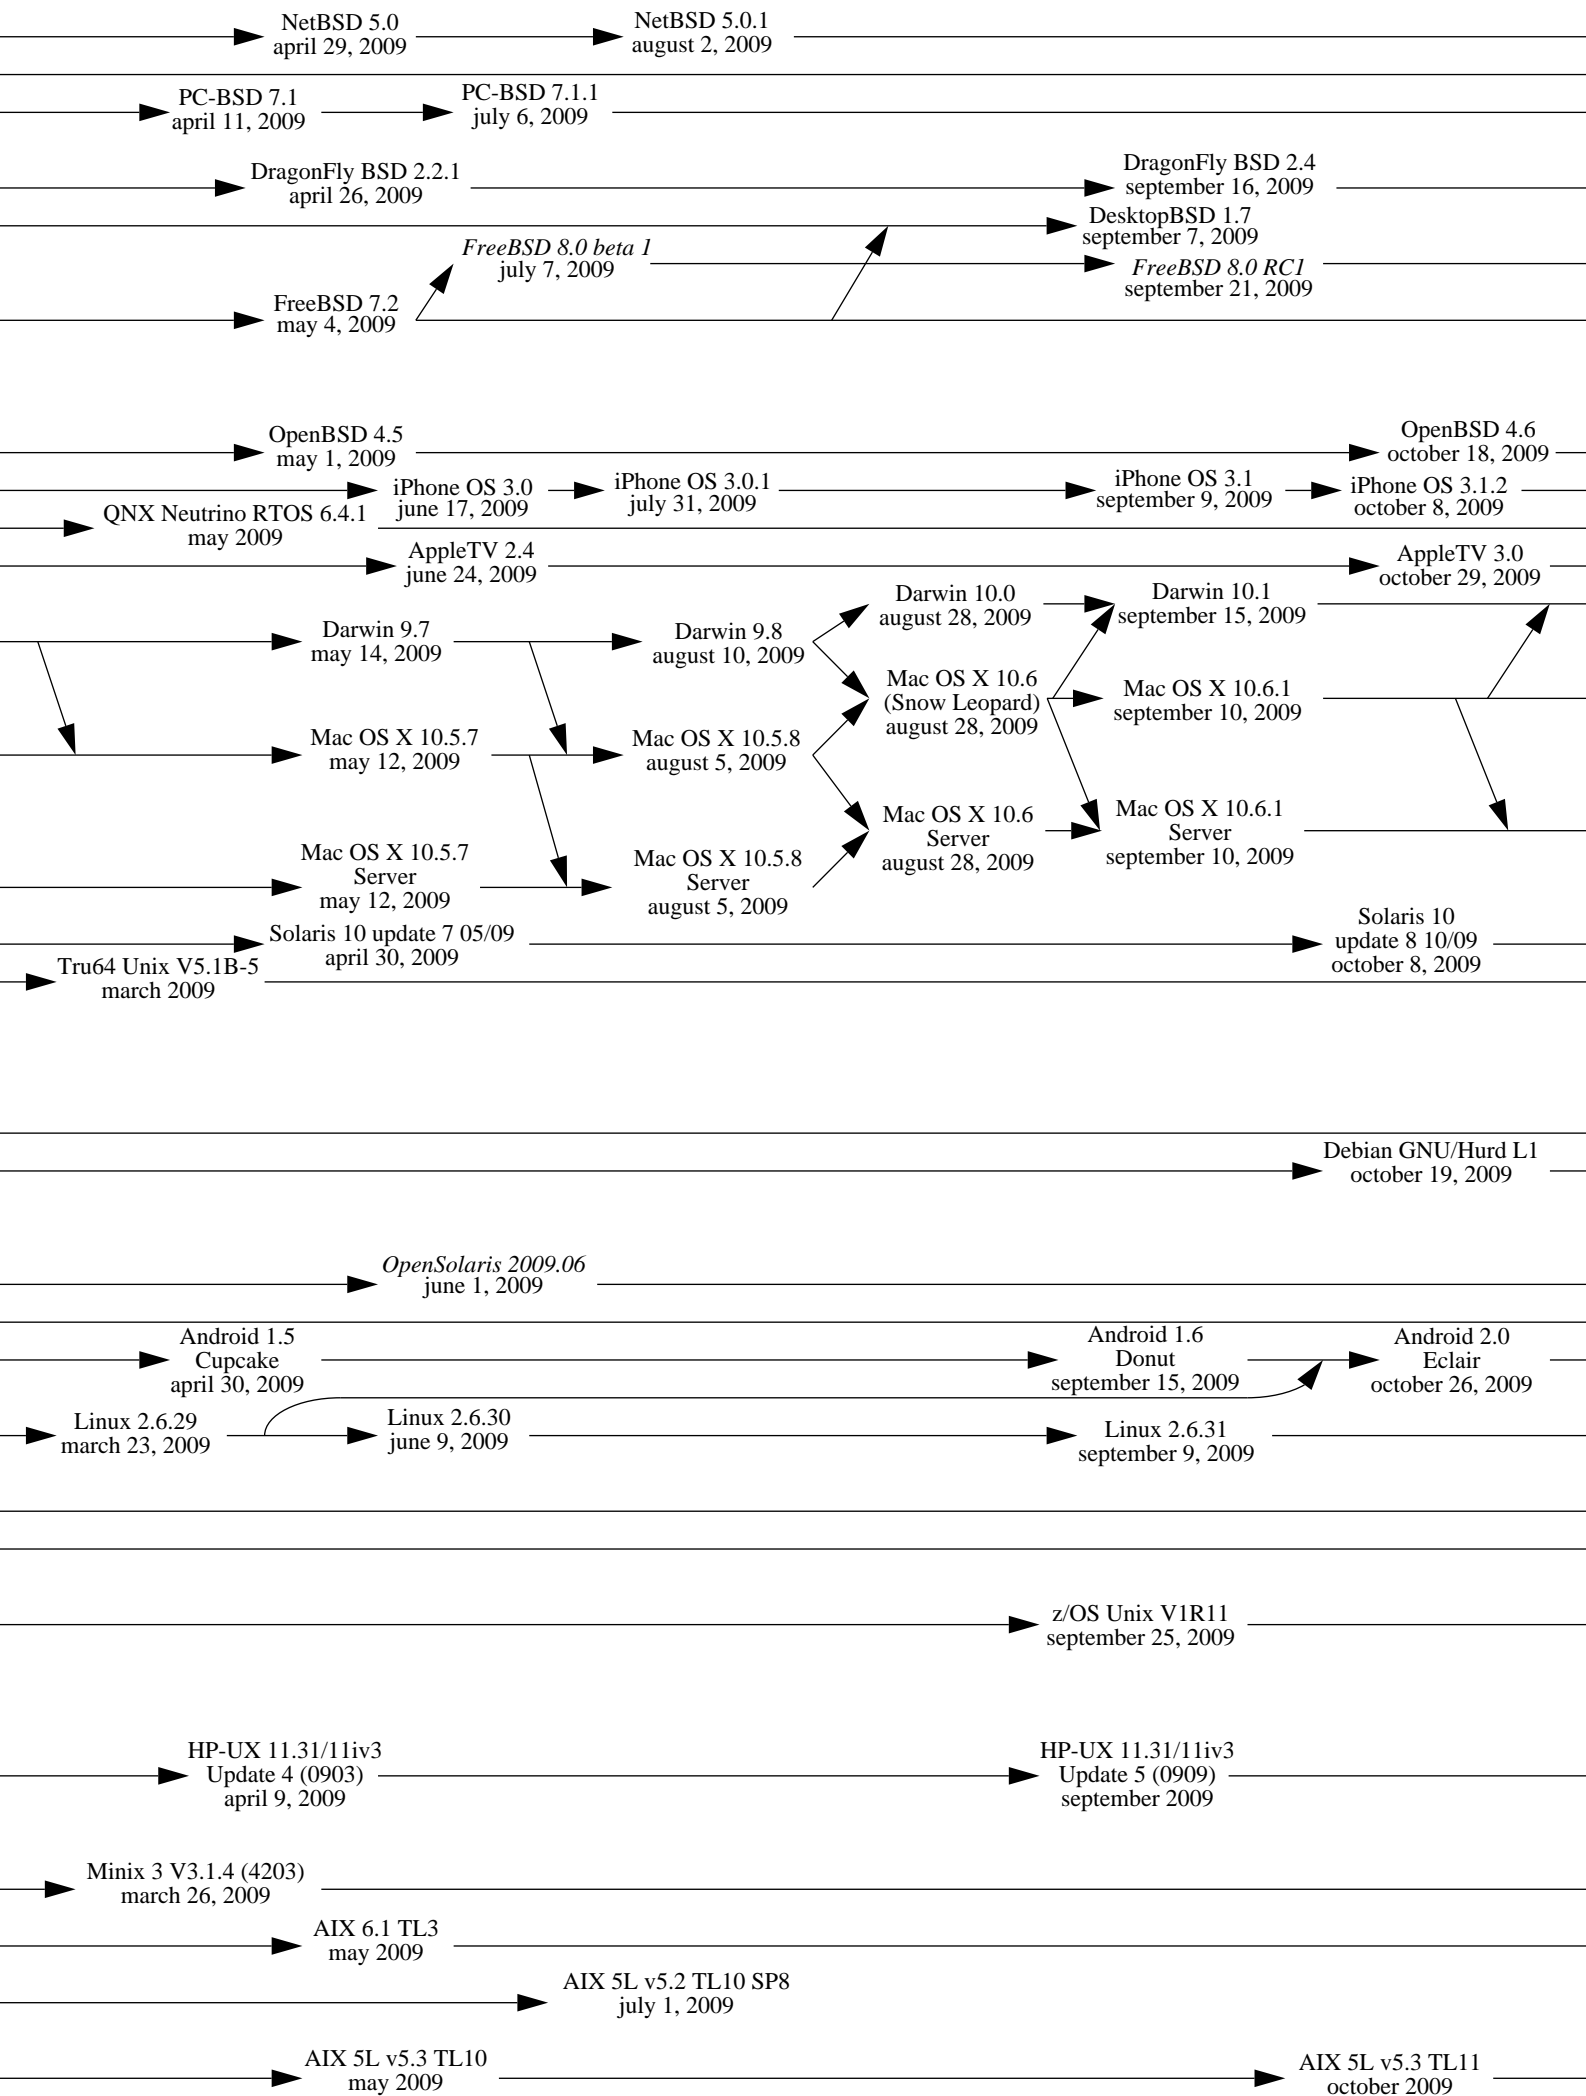 NetBSD 5.0
april 29, 2009
NetBSD 5.0.1
august 2, 2009
PC-BSD 7.1
april 11, 2009
PC-BSD 7.1.1
july 6, 2009
DragonFly BSD 2.2.1
april 26, 2009
DragonFly BSD 2.4
september 16, 2009
DesktopBSD 1.7
september 7, 2009
FreeBSD 8.0 beta 1
july 7, 2009
FreeBSD 8.0 RC1
september 21, 2009
FreeBSD 7.2
may 4, 2009
OpenBSD 4.5
may 1, 2009
OpenBSD 4.6
october 18, 2009
iPhone OS 3.0
june 17, 2009
iPhone OS 3.0.1
july 31, 2009
iPhone OS 3.1
september 9, 2009
iPhone OS 3.1.2
october 8, 2009
QNX Neutrino RTOS 6.4.1
may 2009
AppleTV 2.4
june 24, 2009
AppleTV 3.0
october 29, 2009
Darwin 9.7
may 14, 2009
Darwin 9.8
august 10, 2009
Darwin 10.0
august 28, 2009
Darwin 10.1
september 15, 2009
Mac OS X 10.6
(Snow Leopard)
august 28, 2009
Mac OS X 10.6.1
september 10, 2009
Mac OS X 10.5.7
may 12, 2009
Mac OS X 10.5.8
august 5, 2009
Mac OS X 10.6
Server
august 28, 2009
Mac OS X 10.6.1
Server
september 10, 2009
Mac OS X 10.5.7
Server
may 12, 2009
Mac OS X 10.5.8
Server
august 5, 2009
Solaris 10 update 7 05/09
april 30, 2009
Solaris 10
update 8 10/09
october 8, 2009
Tru64 Unix V5.1B-5
march 2009
Debian GNU/Hurd L1
october 19, 2009
OpenSolaris 2009.06
june 1, 2009
Android 1.5
Cupcake
april 30, 2009
Android 1.6
Donut
september 15, 2009
Android 2.0
Eclair
october 26, 2009
Linux 2.6.29
march 23, 2009
Linux 2.6.30
june 9, 2009
Linux 2.6.31
september 9, 2009
z/OS Unix V1R11
september 25, 2009
HP-UX 11.31/11iv3
Update 4 (0903)
april 9, 2009
HP-UX 11.31/11iv3
Update 5 (0909)
september 2009
Minix 3 V3.1.4 (4203)
march 26, 2009
AIX 6.1 TL3
may 2009
AIX 5L v5.2 TL10 SP8
july 1, 2009
AIX 5L v5.3 TL10
may 2009
AIX 5L v5.3 TL11
october 2009